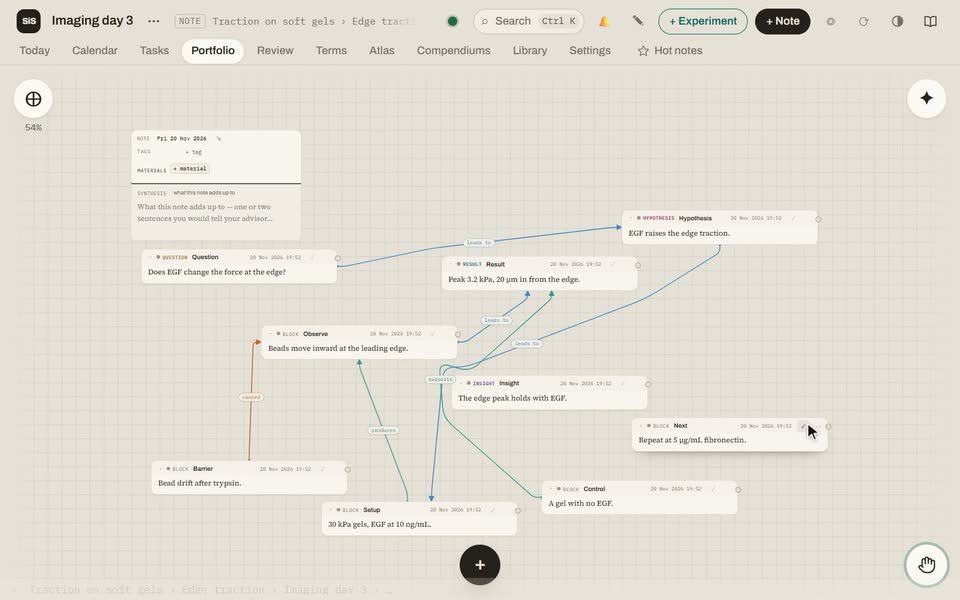 SiS
Imaging day 3
NOTE Traction on soft gels › Edge tract
Search Ctrl K
+ Experiment
+ Note
Today
Calendar
Tasks
Portfolio
Review
Terms
Atlas
Compendiums
Library
Settings
Hot notes
54%
NOTE Fri 20 Nov 2026
TAGS + tag
MATERIALS + material
SYNTHESIS what this note adds up to
What this note adds up to — one or two
sentences you would tell your advisor...
HYPOTHESIS Hypothesis 20 Nov 2026 19:52
EGF raises the edge traction.
leads to
QUESTION Question 20 Nov 2026 19:52
Does EGF change the force at the edge?
RESULT Result 20 Nov 2026 19:52
Peak 3.2 kPa, 20 µm in from the edge.
leads to
BLOCK Observe 20 Nov 2026 19:52
Beads move inward at the leading edge.
leads to
supports
INSIGHT Insight 20 Nov 2026 19:52
The edge peak holds with EGF.
caused
produces
BLOCK Next 20 Nov 2026 19:52
Repeat at 5 µg/mL fibronectin.
BLOCK Barrier 20 Nov 2026 19:52
Bead drift after trypsin.
BLOCK Control 20 Nov 2026 19:52
A gel with no EGF.
BLOCK Setup 20 Nov 2026 19:52
30 kPa gels, EGF at 10 ng/mL.
+
Traction on soft gels › Edge traction › Imaging day 3 › …